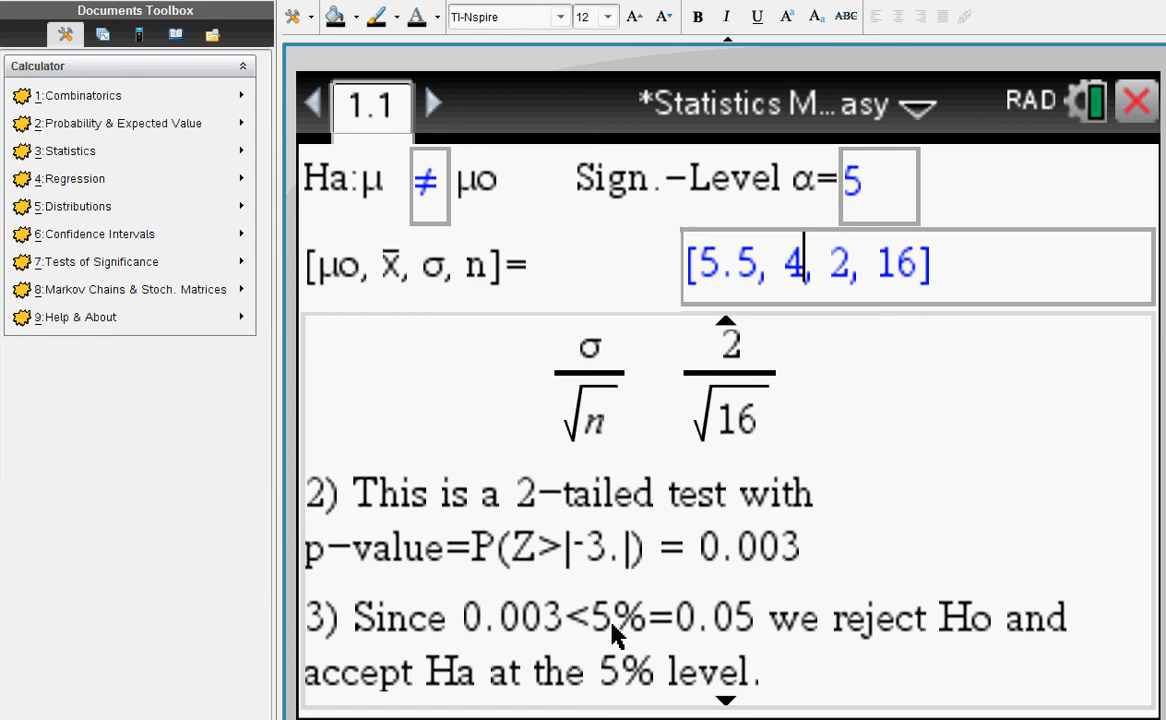 Documents Toolbox
TI-Nspire 12 A A B I U Aª Aₐ ABC
Calculator
1:Combinatorics
2:Probability & Expected Value
3:Statistics
4:Regression
5:Distributions
6:Confidence Intervals
7:Tests of Significance
8:Markov Chains & Stoch. Matrices
9:Help & About
1.1 *Statistics M... asy RAD
Ha:μ ≠ μo Sign.-Level α=5
[μo, x̄, σ, n]= [5.5, 4, 2, 16]
σ 2
√n √16
2) This is a 2-tailed test with
p-value=P(Z>|-3.|) = 0.003
3) Since 0.003<5%=0.05 we reject Ho and
accept Ha at the 5% level.